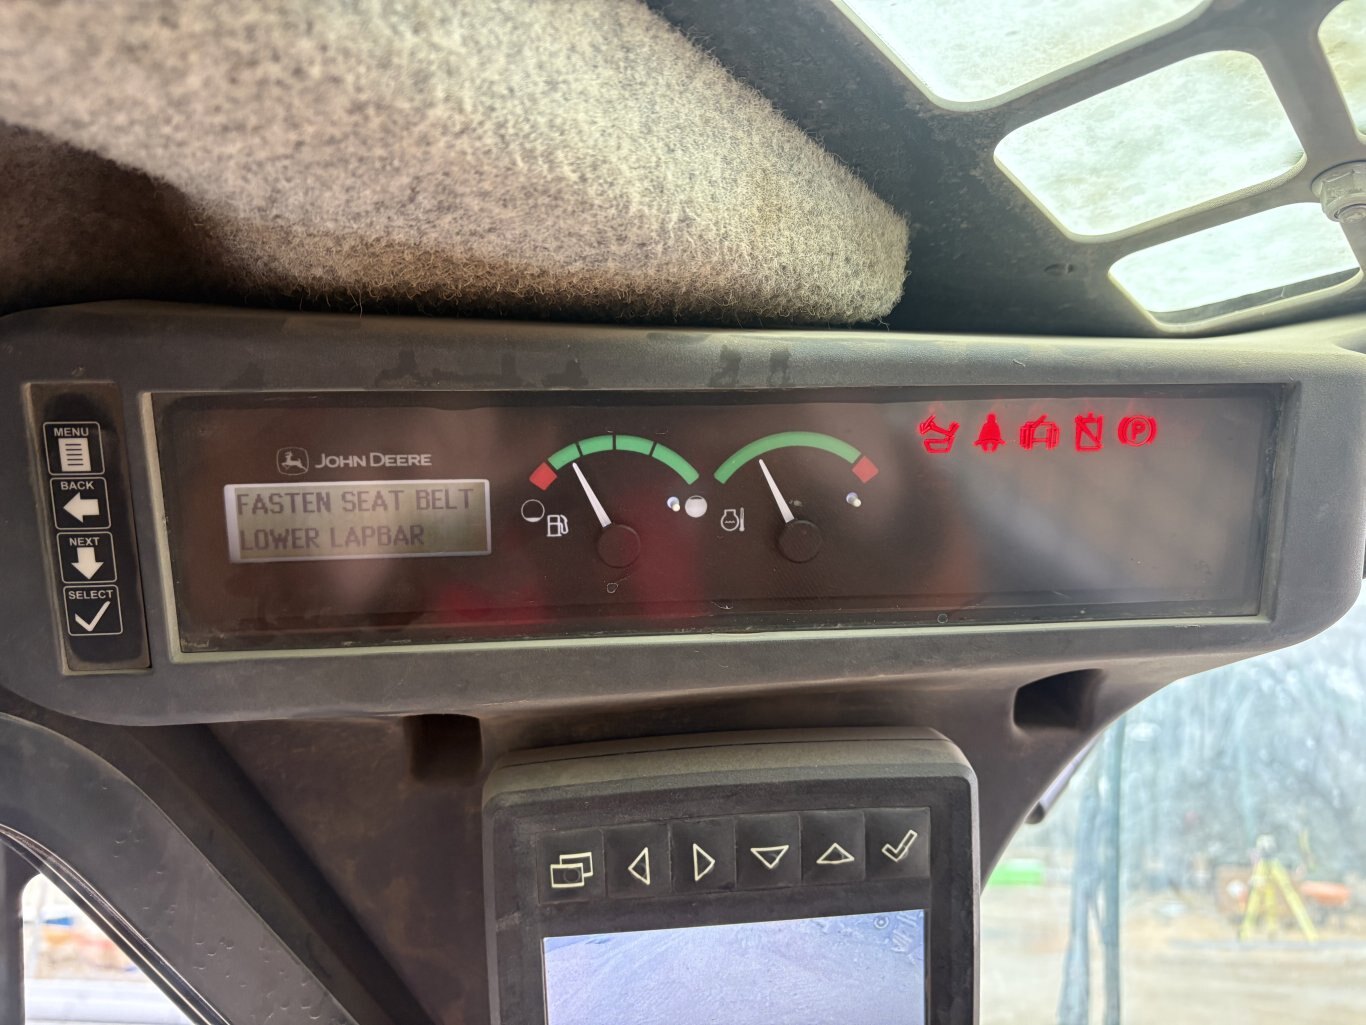 MENU
BACK
NEXT
SELECT
JOHN DEERE
FASTEN SEAT BELT
LOWER LAPBAR
P